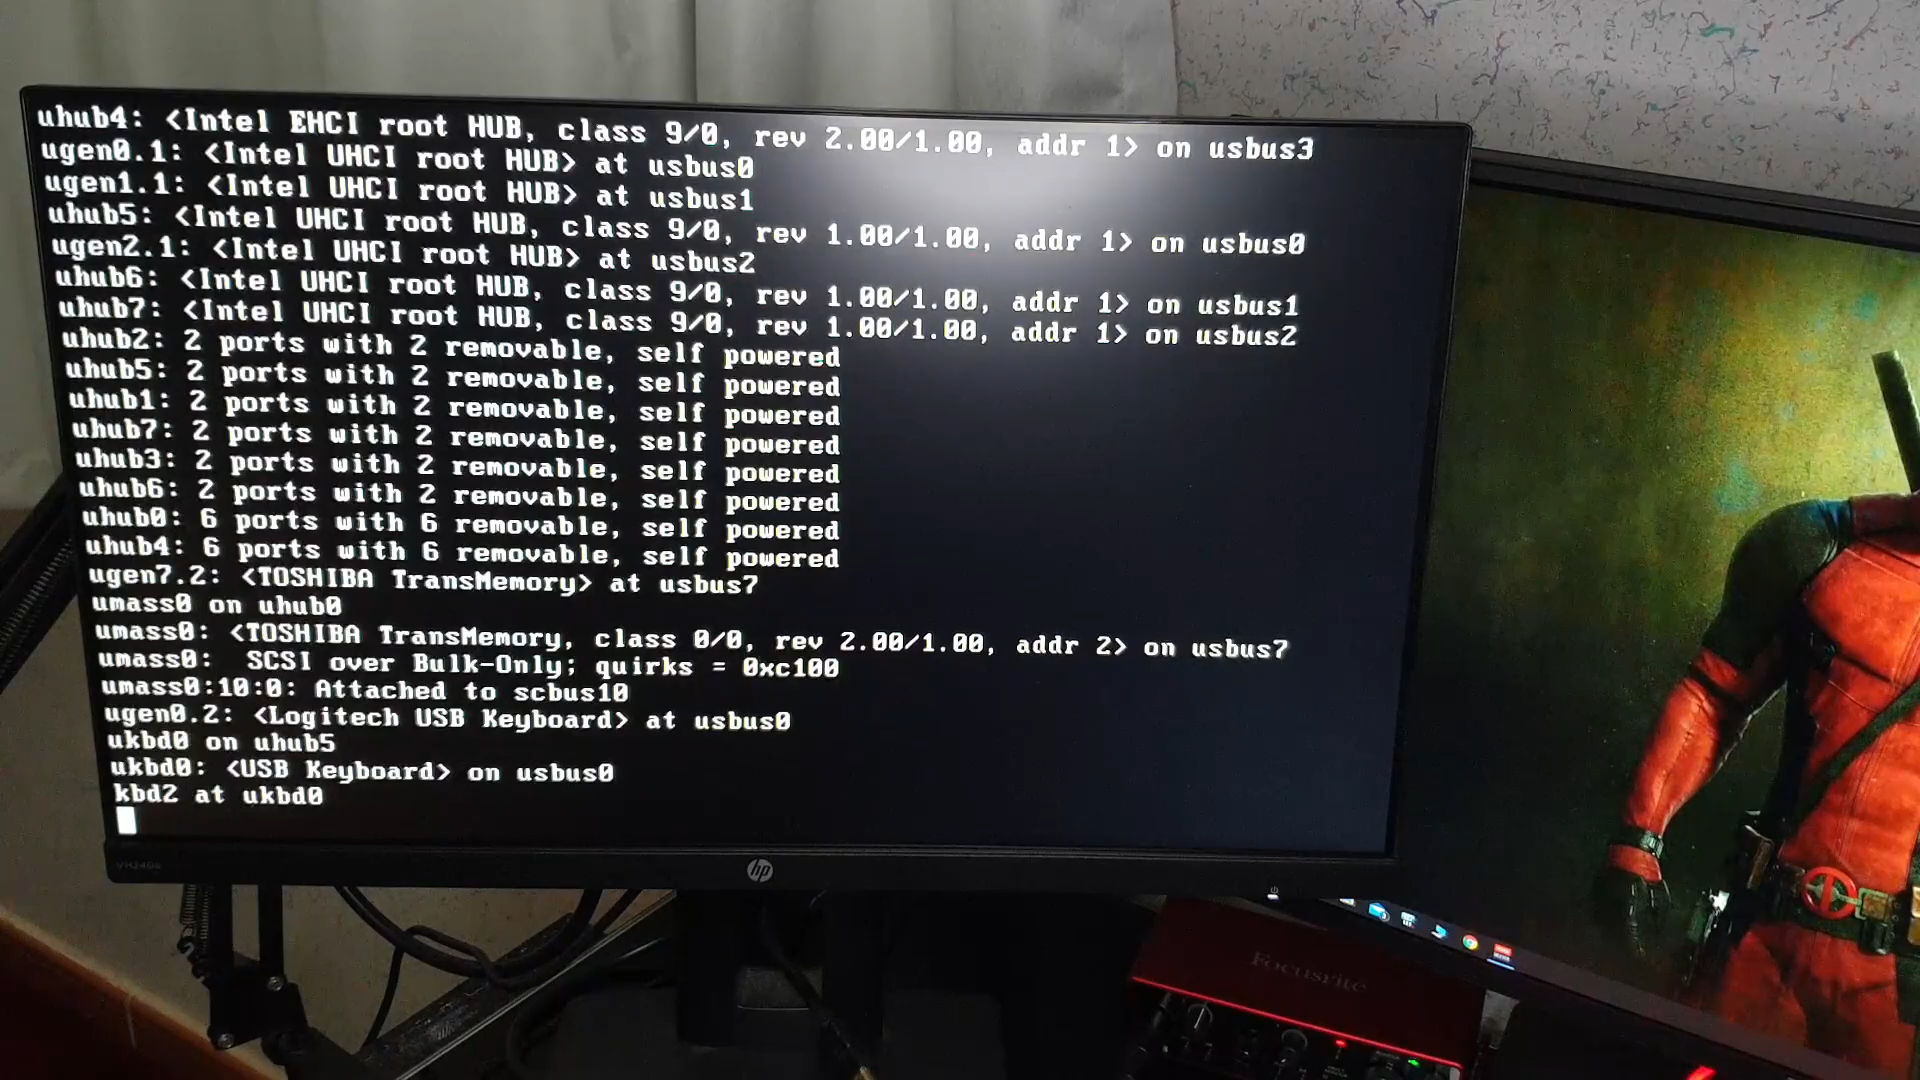 uhub4: <Intel EHCI root HUB, class 9/0, rev 2.00/1.00, addr 1> on usbus3
ugen0.1: <Intel UHCI root HUB> at usbus0
ugen1.1: <Intel UHCI root HUB> at usbus1
uhub5: <Intel UHCI root HUB, class 9/0, rev 1.00/1.00, addr 1> on usbus0
ugen2.1: <Intel UHCI root HUB> at usbus2
uhub6: <Intel UHCI root HUB, class 9/0, rev 1.00/1.00, addr 1> on usbus1
uhub7: <Intel UHCI root HUB, class 9/0, rev 1.00/1.00, addr 1> on usbus2
uhub2: 2 ports with 2 removable, self powered
uhub5: 2 ports with 2 removable, self powered
uhub1: 2 ports with 2 removable, self powered
uhub7: 2 ports with 2 removable, self powered
uhub3: 2 ports with 2 removable, self powered
uhub6: 2 ports with 2 removable, self powered
uhub0: 6 ports with 6 removable, self powered
uhub4: 6 ports with 6 removable, self powered
ugen7.2: <TOSHIBA TransMemory> at usbus7
umass0 on uhub0
umass0: <TOSHIBA TransMemory, class 0/0, rev 2.00/1.00, addr 2> on usbus7
umass0:  SCSI over Bulk-Only; quirks = 0xc100
umass0:10:0: Attached to scbus10
ugen0.2: <Logitech USB Keyboard> at usbus0
ukbd0 on uhub5
ukbd0: <USB Keyboard> on usbus0
kbd2 at ukbd0
hp
Focusrite